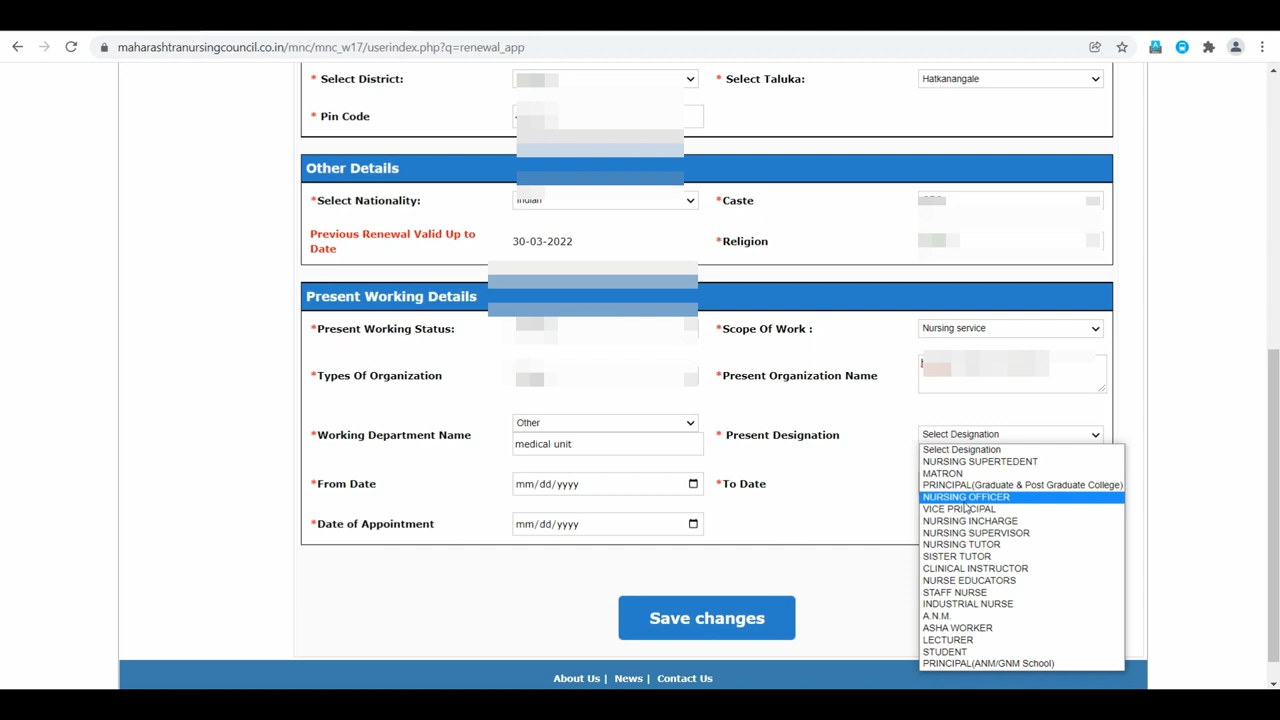 maharashtranursingcouncil.co.in/mnc/mnc_w17/userindex.php?q=renewal_app
* Select District:
* Select Taluka:
Hatkanangale
* Pin Code
Other Details
*Select Nationality:
Indian
*Caste
Previous Renewal Valid Up to
Date
30-03-2022
*Religion
Present Working Details
*Present Working Status:
*Scope Of Work :
Nursing service
*Types Of Organization
*Present Organization Name
*Working Department Name
Other
medical unit
* Present Designation
Select Designation
Select Designation
NURSING SUPERTEDENT
MATRON
PRINCIPAL(Graduate & Post Graduate College)
NURSING OFFICER
VICE PRINCIPAL
NURSING INCHARGE
NURSING SUPERVISOR
NURSING TUTOR
SISTER TUTOR
CLINICAL INSTRUCTOR
NURSE EDUCATORS
STAFF NURSE
INDUSTRIAL NURSE
A.N.M.
ASHA WORKER
LECTURER
STUDENT
PRINCIPAL(ANM/GNM School)
*From Date
mm/dd/yyyy
*To Date
*Date of Appointment
mm/dd/yyyy
Save changes
About Us | News | Contact Us